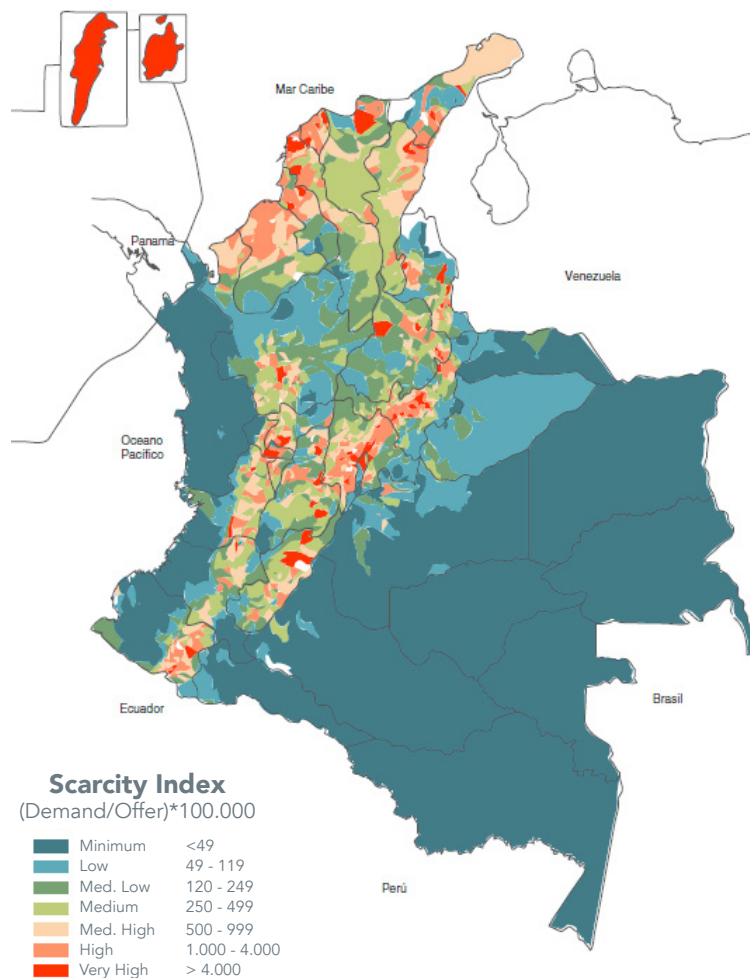 Mar Caribe
Panamá
Venezuela
Oceano
Pacífico
Ecuador
Brasil
Perú
Scarcity Index
(Demand/Offer)*100.000
Minimum <49
Low 49 - 119
Med. Low 120 - 249
Medium 250 - 499
Med. High 500 - 999
High 1.000 - 4.000
Very High > 4.000